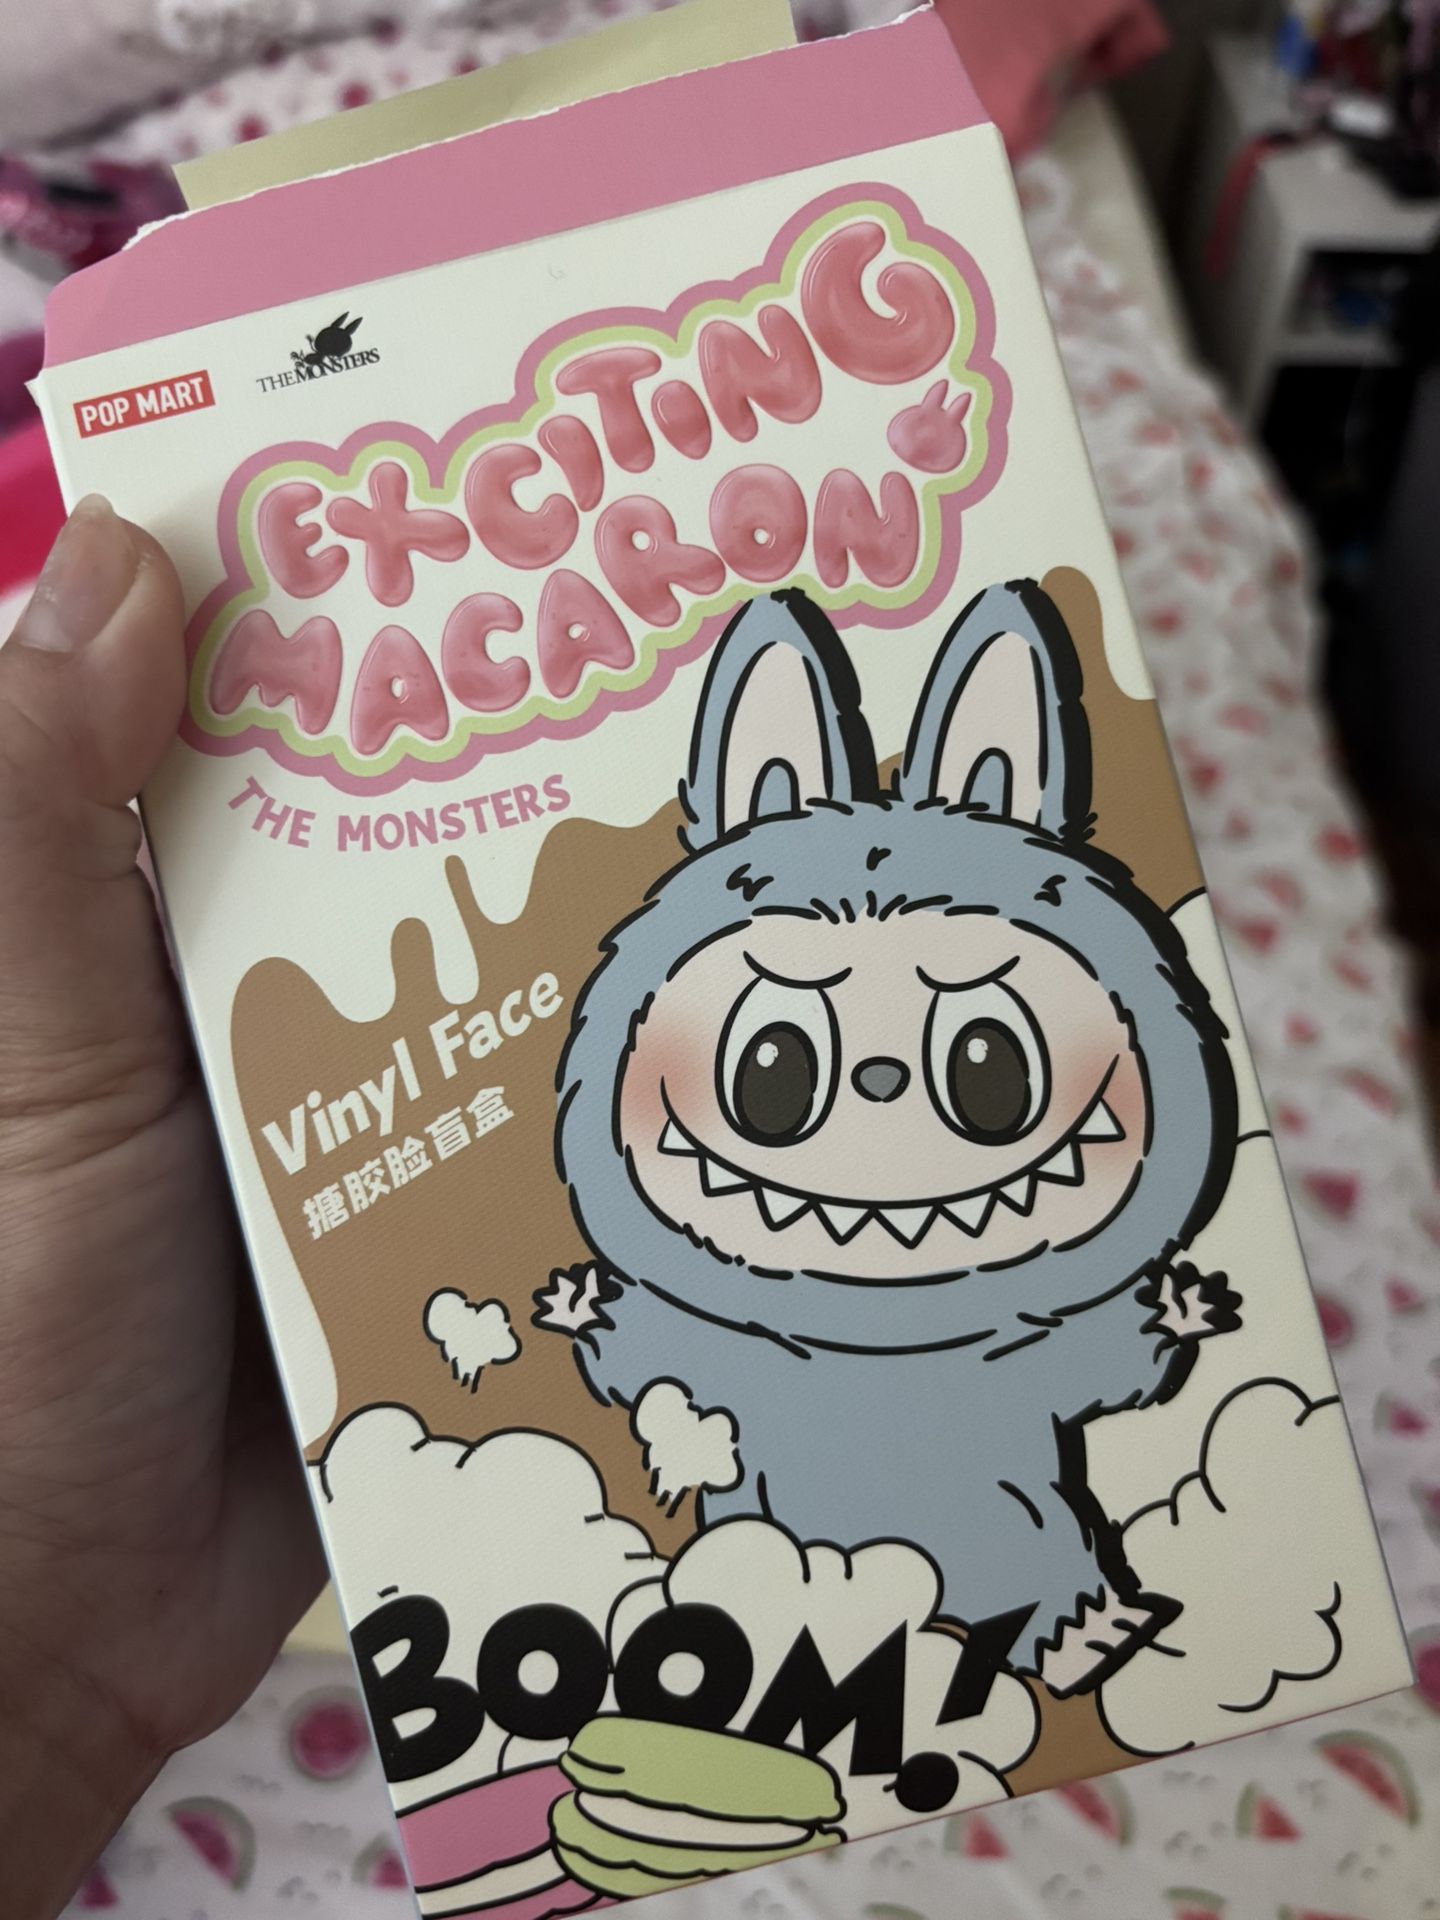 POP MART
THE MONSTERS
EXCITING
MACARON
THE MONSTERS
Vinyl Face
搪胶脸盲盒
BOOM!